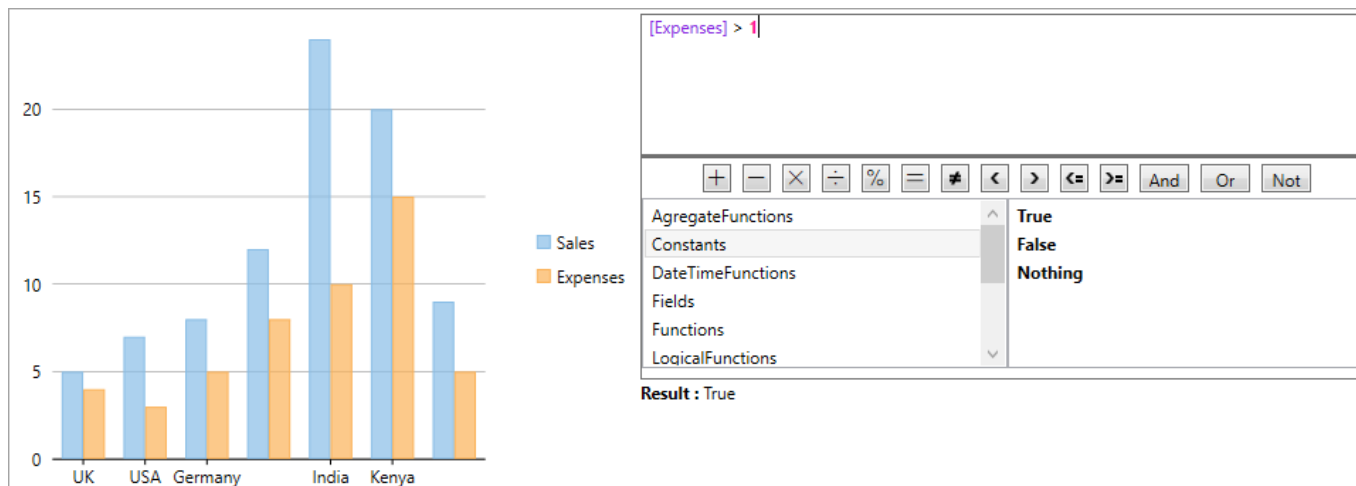 20
15
10
5
0
UK USA Germany India Kenya
Sales
Expenses
[Expenses] > 1
+ − × ÷ % = ≠ < > <= >= And Or Not
AgregateFunctions
Constants
DateTimeFunctions
Fields
Functions
LogicalFunctions
True
False
Nothing
Result : True